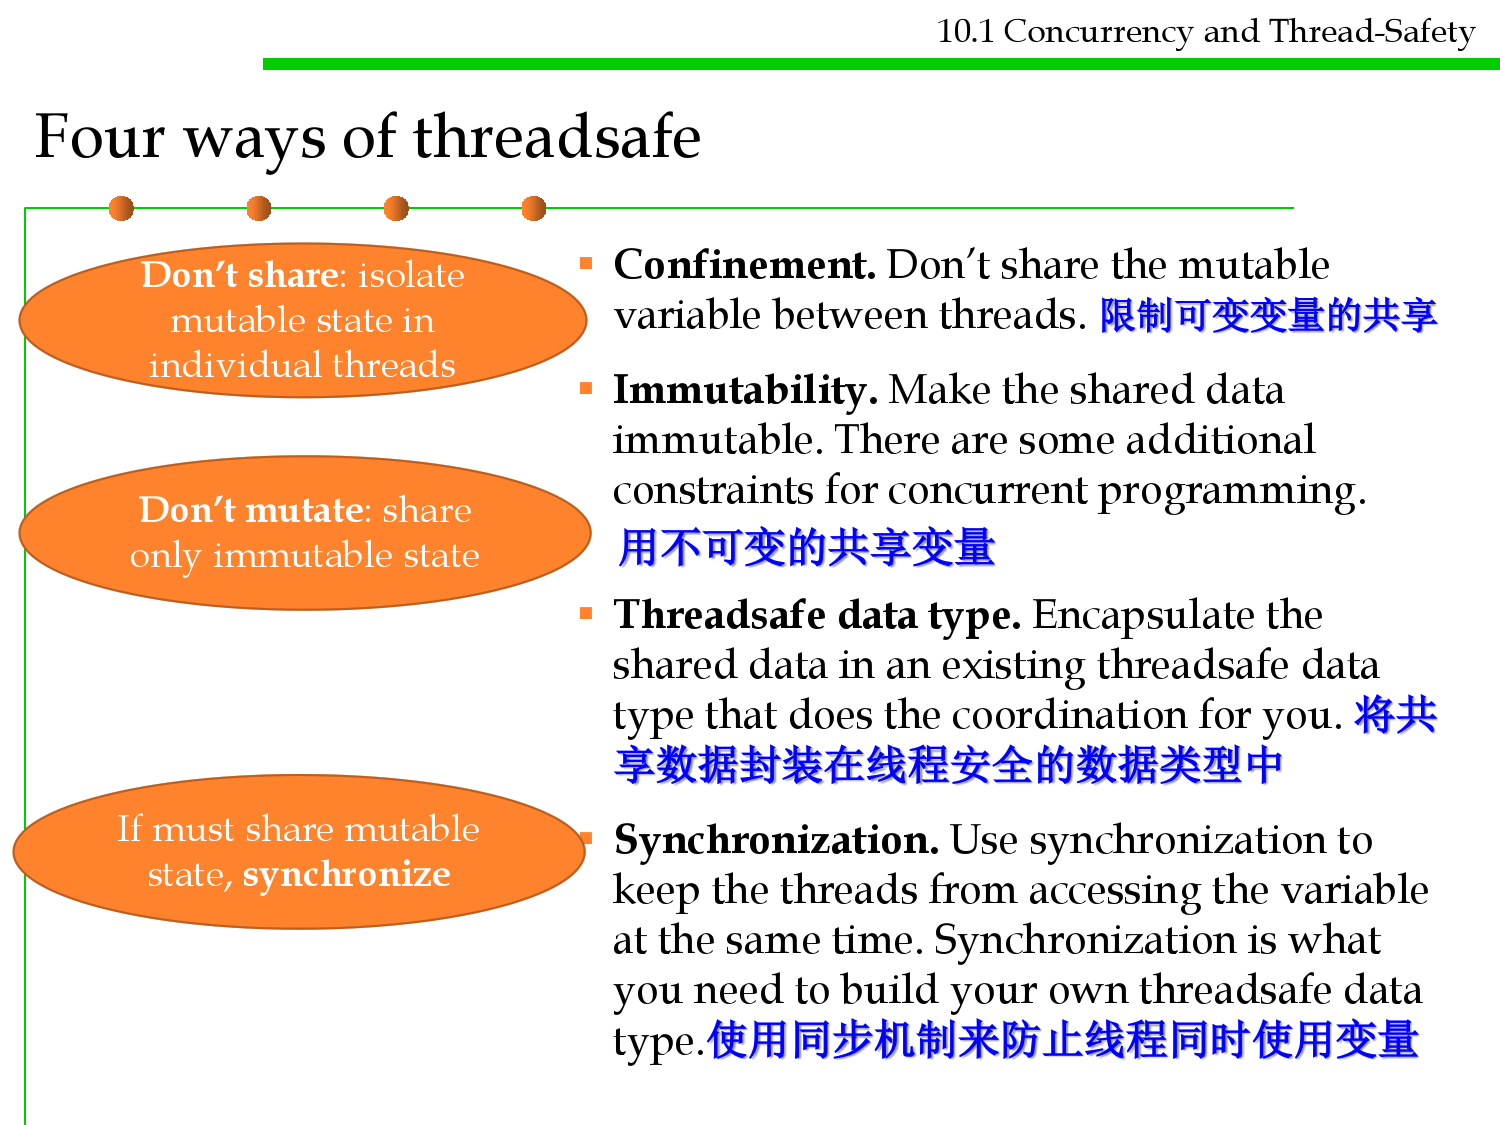 10.1 Concurrency and Thread-Safety
Four ways of threadsafe
Don’t share: isolate
mutable state in
individual threads
Don’t mutate: share
only immutable state
If must share mutable
state, synchronize
Confinement. Don’t share the mutable
variable between threads. 限制可变变量的共享
Immutability. Make the shared data
immutable. There are some additional
constraints for concurrent programming.
用不可变的共享变量
Threadsafe data type. Encapsulate the
shared data in an existing threadsafe data
type that does the coordination for you. 将共
享数据封装在线程安全的数据类型中
Synchronization. Use synchronization to
keep the threads from accessing the variable
at the same time. Synchronization is what
you need to build your own threadsafe data
type.使用同步机制来防止线程同时使用变量